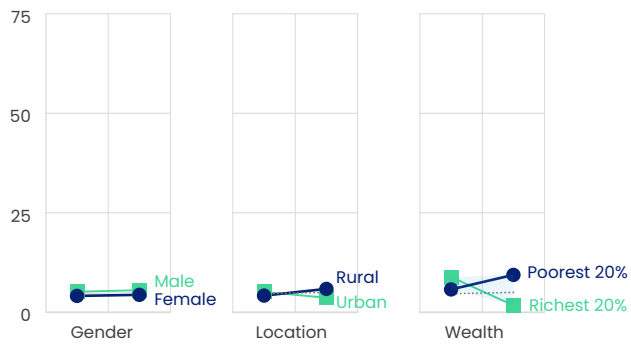 75
50
25
0
Male
Female
Rural
Urban
Poorest 20%
Richest 20%
Gender
Location
Wealth